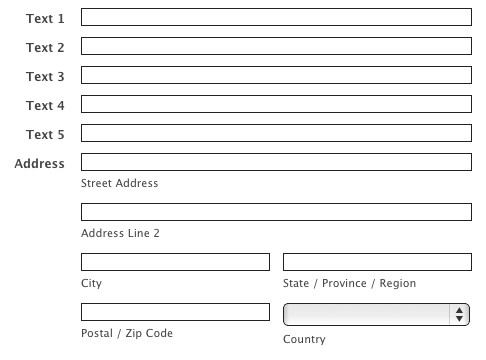 Text 1
Text 2
Text 3
Text 4
Text 5
Address
Street Address
Address Line 2
City
State / Province / Region
Postal / Zip Code
Country